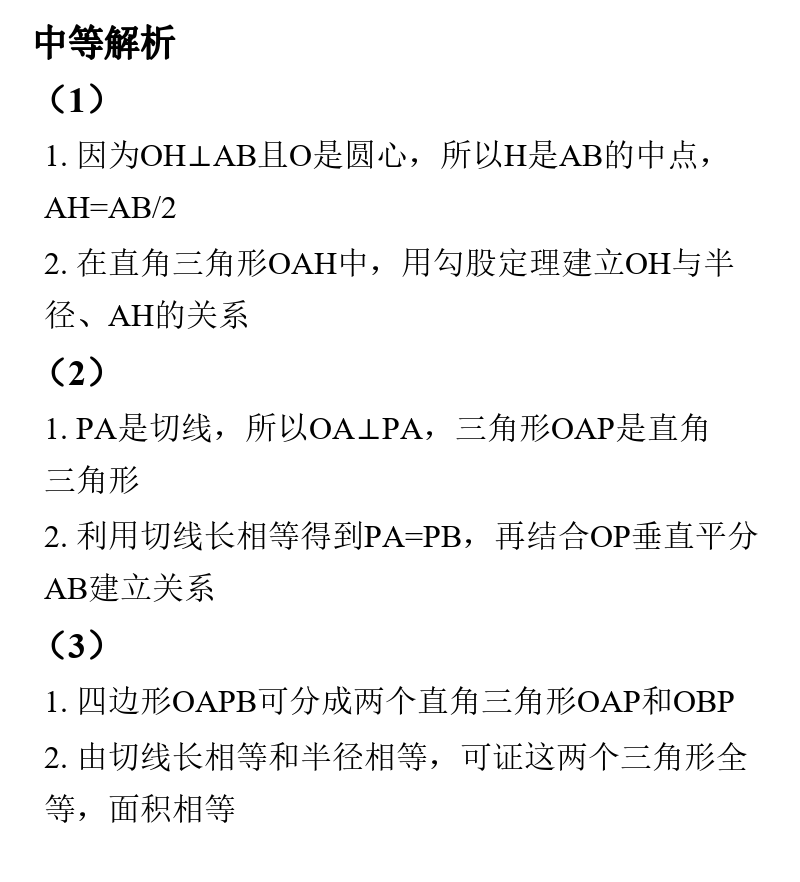 中等解析
（1）
1. 因为OH⊥AB且O是圆心，所以H是AB的中点，
AH=AB/2
2. 在直角三角形OAH中，用勾股定理建立OH与半
径、AH的关系
（2）
1. PA是切线，所以OA⊥PA，三角形OAP是直角
三角形
2. 利用切线长相等得到PA=PB，再结合OP垂直平分
AB建立关系
（3）
1. 四边形OAPB可分成两个直角三角形OAP和OBP
2. 由切线长相等和半径相等，可证这两个三角形全
等，面积相等